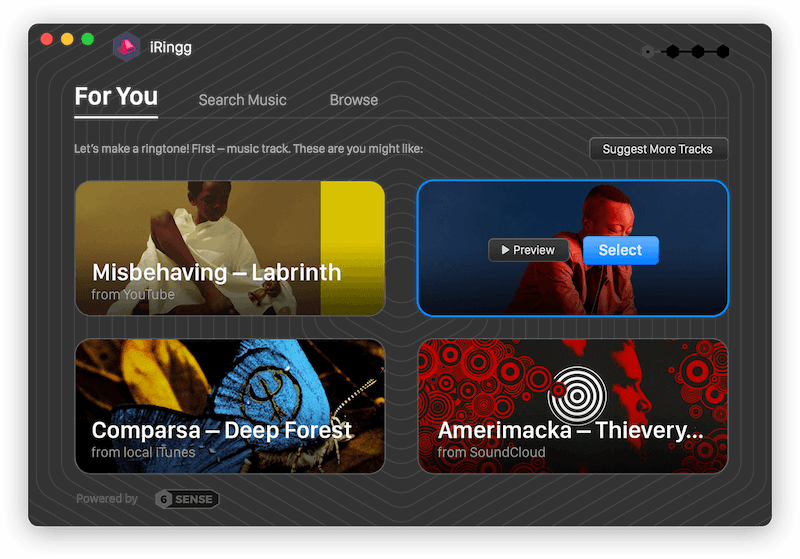 iRingg
For You
Search Music
Browse
Let's make a ringtone! First – music track. These are you might like:
Suggest More Tracks
Misbehaving – Labrinth
from YouTube
Preview
Select
Comparsa – Deep Forest
from local iTunes
Amerimacka – Thievery...
from SoundCloud
Powered by
6 SENSE